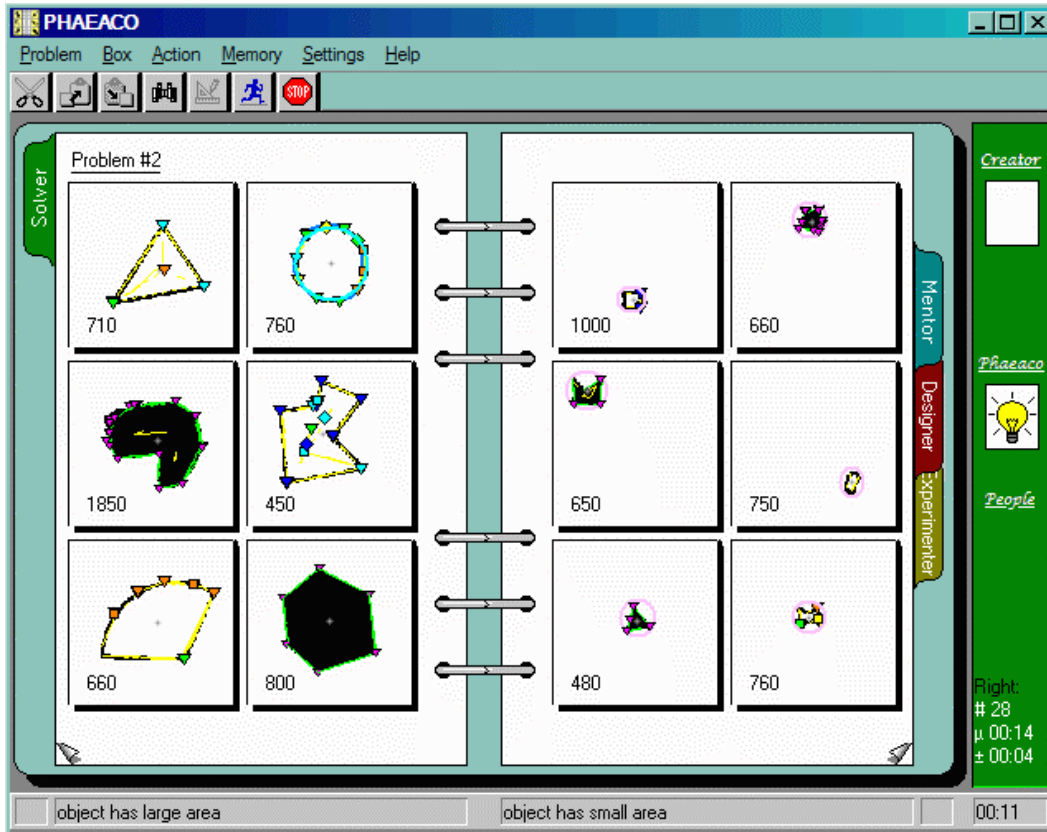 PHAEACO
Problem Box Action Memory Settings Help
STOP
Solver
Problem #2
710 760
1850 450
660 800
1000 660
650 750
480 760
Mentor
Designer
Experimenter
Creator
Phaeaco
People
Right:
# 28
µ 00:14
± 00:04
object has large area
object has small area
00:11